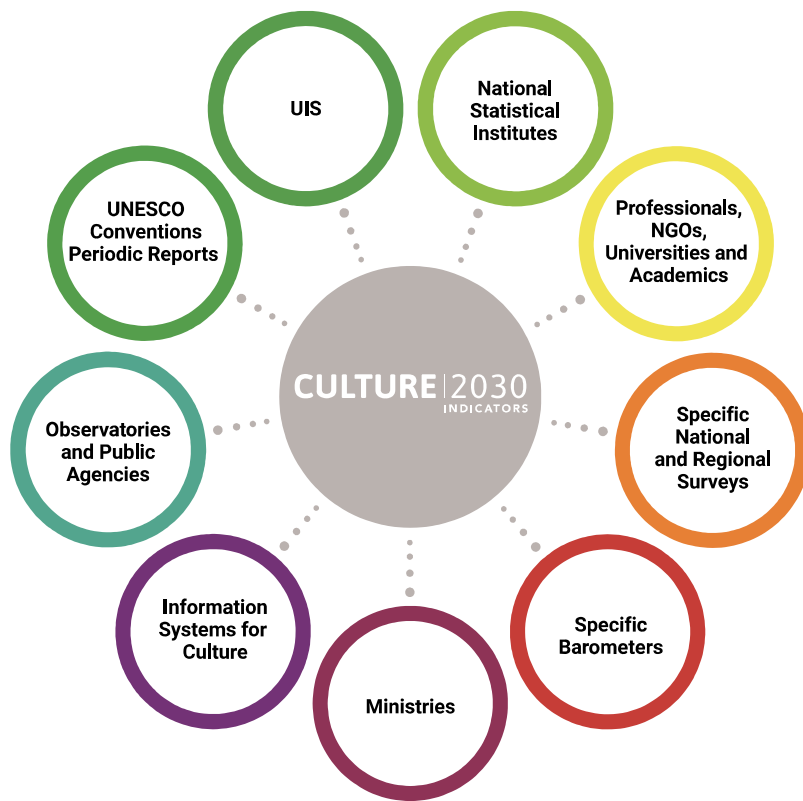 UIS
National
Statistical
Institutes
Professionals,
NGOs,
Universities and
Academics
Specific
National
and Regional
Surveys
Specific
Barometers
Ministries
Information
Systems for
Culture
Observatories
and Public
Agencies
UNESCO
Conventions
Periodic Reports
CULTURE|2030
INDICATORS